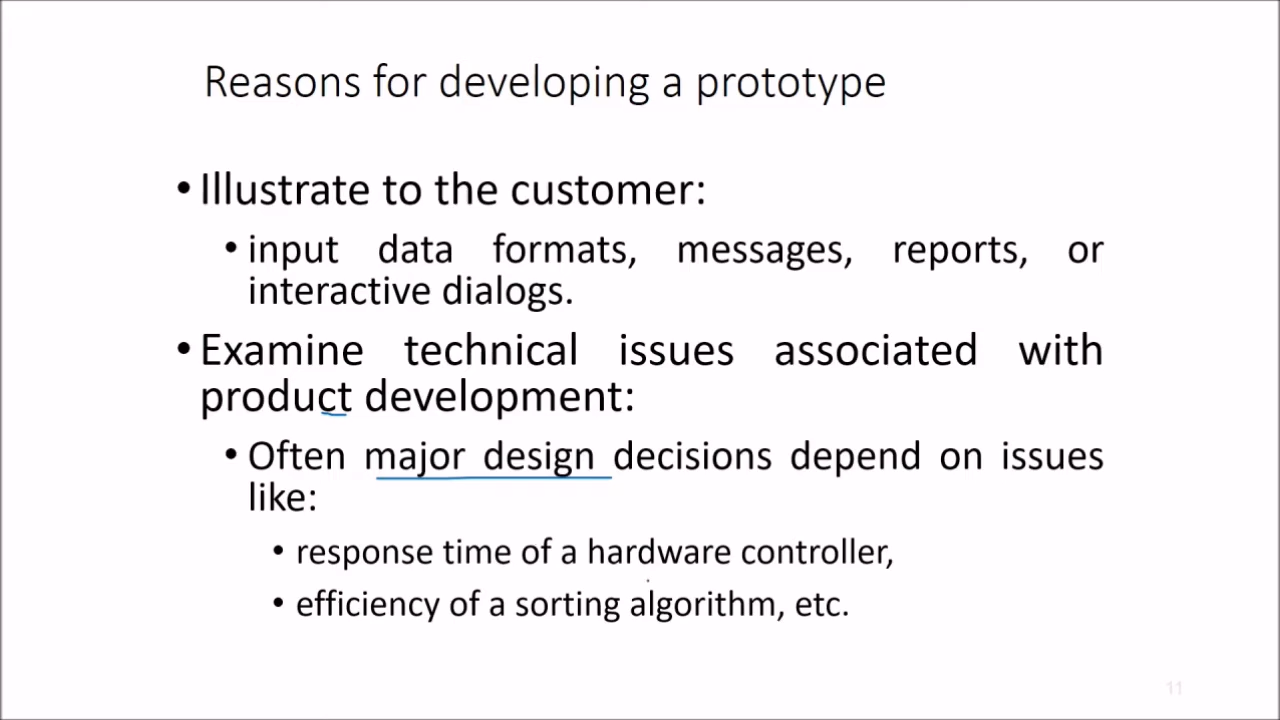 Reasons for developing a prototype
• Illustrate to the customer:
• input data formats, messages, reports, or
interactive dialogs.
• Examine technical issues associated with
product development:
• Often major design decisions depend on issues
like:
• response time of a hardware controller,
• efficiency of a sorting algorithm, etc.
11